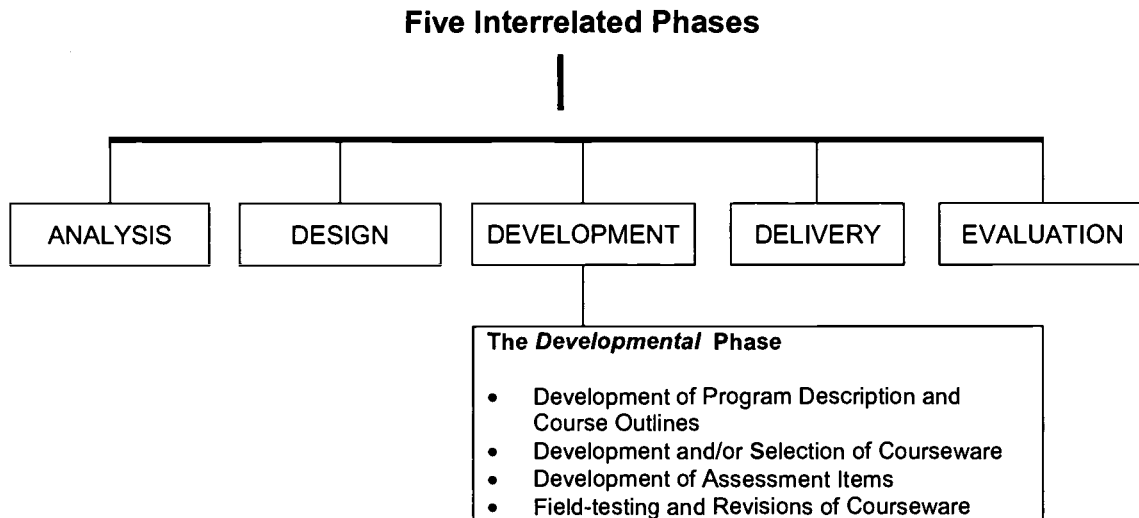 Five Interrelated Phases
ANALYSIS
DESIGN
DEVELOPMENT
DELIVERY
EVALUATION
The Developmental Phase
• Development of Program Description and
Course Outlines
• Development and/or Selection of Courseware
• Development of Assessment Items
• Field-testing and Revisions of Courseware